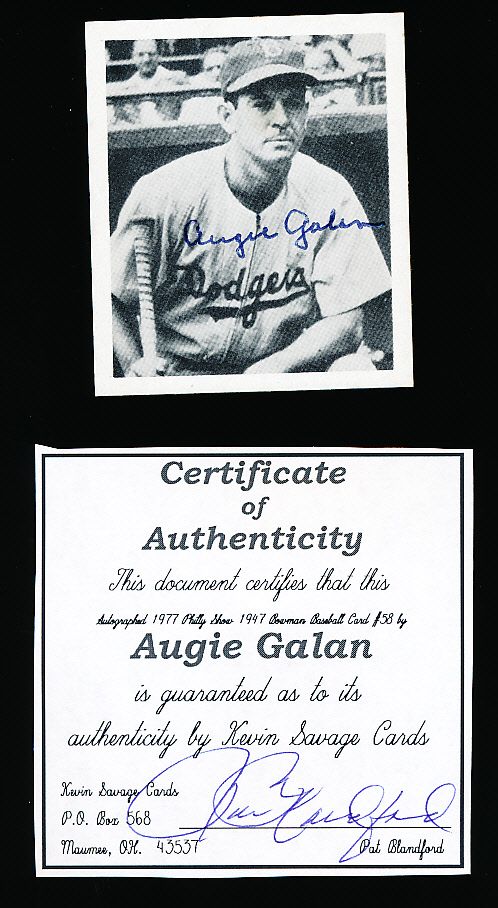 Augie Galan
Dodgers
Certificate
of
Authenticity
This document certifies that this
Autographed 1977 Philly Show 1947 Bowman Baseball Card #58 by
Augie Galan
is guaranteed as to its
authenticity by Kevin Savage Cards
Kevin Savage Cards
P.O. Box 568
Maumee, OH. 43537
Pat Blandford
Pat Blandford